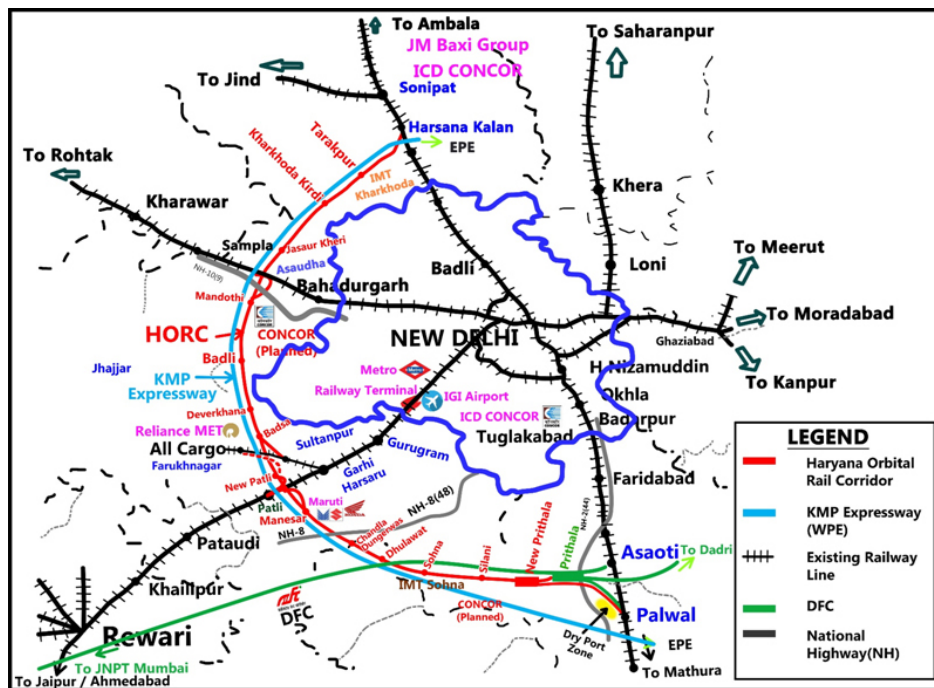 To Ambala
JM Baxi Group
ICD CONCOR
To Saharanpur
To Jind
Sonipat
Harsana Kalan
EPE
Tarakpur
Kharkhoda Kirdi
IMT
Kharkhoda
To Rohtak
Kharawar
Khera
Sampla
Jasaur Kheri
NH-10(9)
Asaudha
Badli
Loni
To Meerut
Mandothi
Bahadurgarh
HORC
CONCOR
(Planned)
NEW DELHI
To Moradabad
Ghaziabad
Badli
Jhajjar
KMP
Expressway
Metro
H.Nizamuddin
To Kanpur
Railway Terminal
IGI Airport
Okhla
Deverkhana
ICD CONCOR
Badarpur
Reliance MET
Badsa
Sultanpur
Tuglakabad
All Cargo
Gurugram
Farukhnagar
Garhi
Harsaru
Faridabad
New Patli
Patli
Maruti
Manesar
NH-8(48)
NH-2(44)
NH-8
Chandla
Dungerwas
Pataudi
Dhulawat
Sohna
Silani
New Prithala
Prithala
Asaoti
To Dadri
Khalilpur
IMT Sohna
CONCOR
(Planned)
DFC
Palwal
Rewari
Dry Port
Zone
EPE
To JNPT Mumbai
To Mathura
To Jaipur / Ahmedabad
LEGEND
Haryana Orbital
Rail Corridor
KMP Expressway
(WPE)
Existing Railway
Line
DFC
National
Highway(NH)